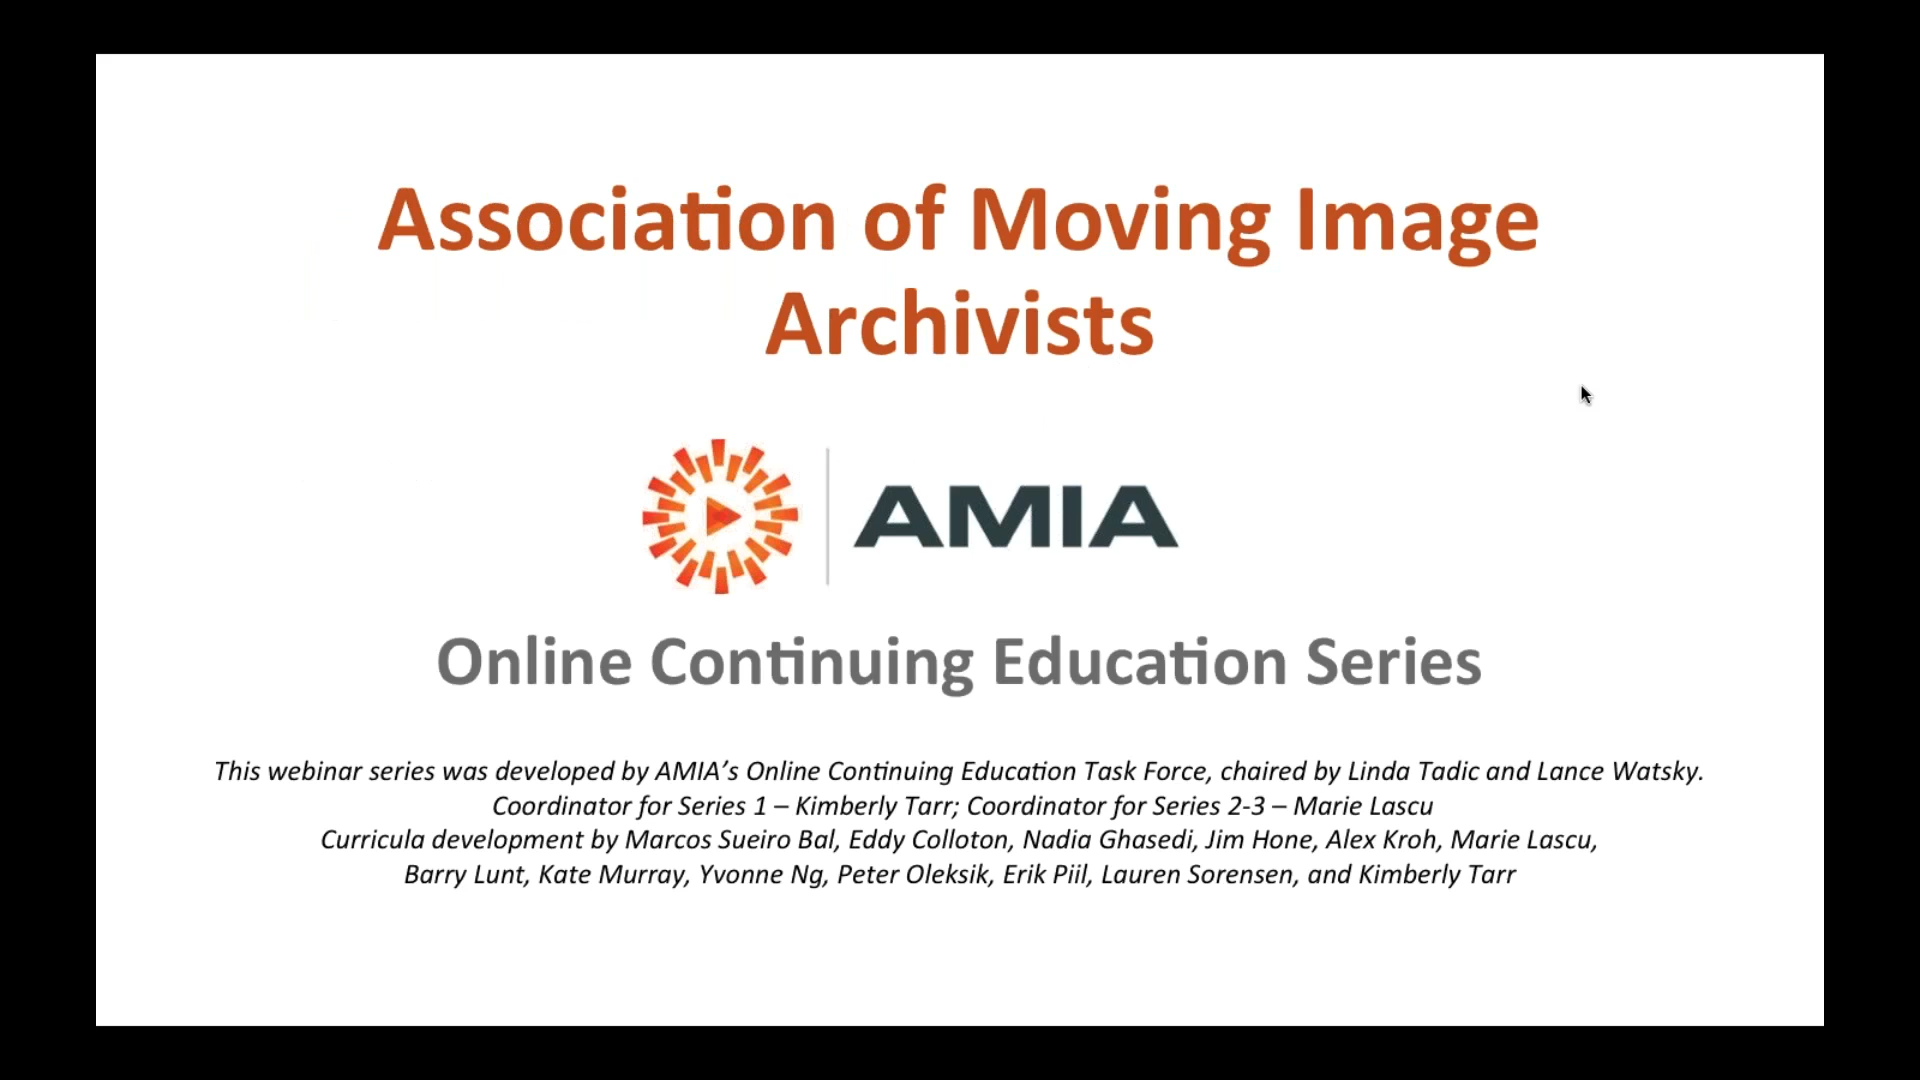 Association of Moving Image
Archivists
AMIA
Online Continuing Education Series
This webinar series was developed by AMIA’s Online Continuing Education Task Force, chaired by Linda Tadic and Lance Watsky.
Coordinator for Series 1 – Kimberly Tarr; Coordinator for Series 2-3 – Marie Lascu
Curricula development by Marcos Sueiro Bal, Eddy Colloton, Nadia Ghasedi, Jim Hone, Alex Kroh, Marie Lascu,
Barry Lunt, Kate Murray, Yvonne Ng, Peter Oleksik, Erik Piil, Lauren Sorensen, and Kimberly Tarr